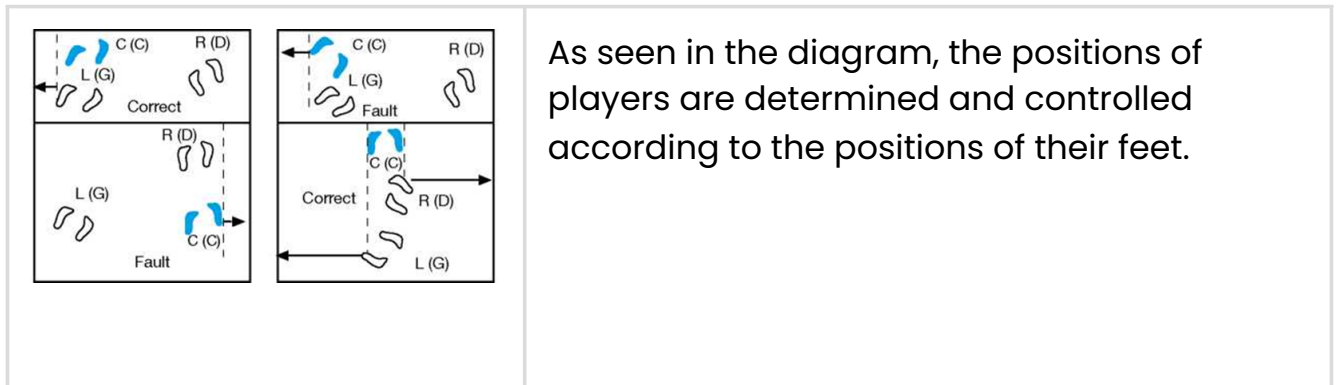 C (C) R (D)
L (G)
Correct
R (D)
L (G)
C (C)
Fault
C (C) R (D)
L (G)
Fault
C (C)
Correct R (D)
L (G)
As seen in the diagram, the positions of
players are determined and controlled
according to the positions of their feet.